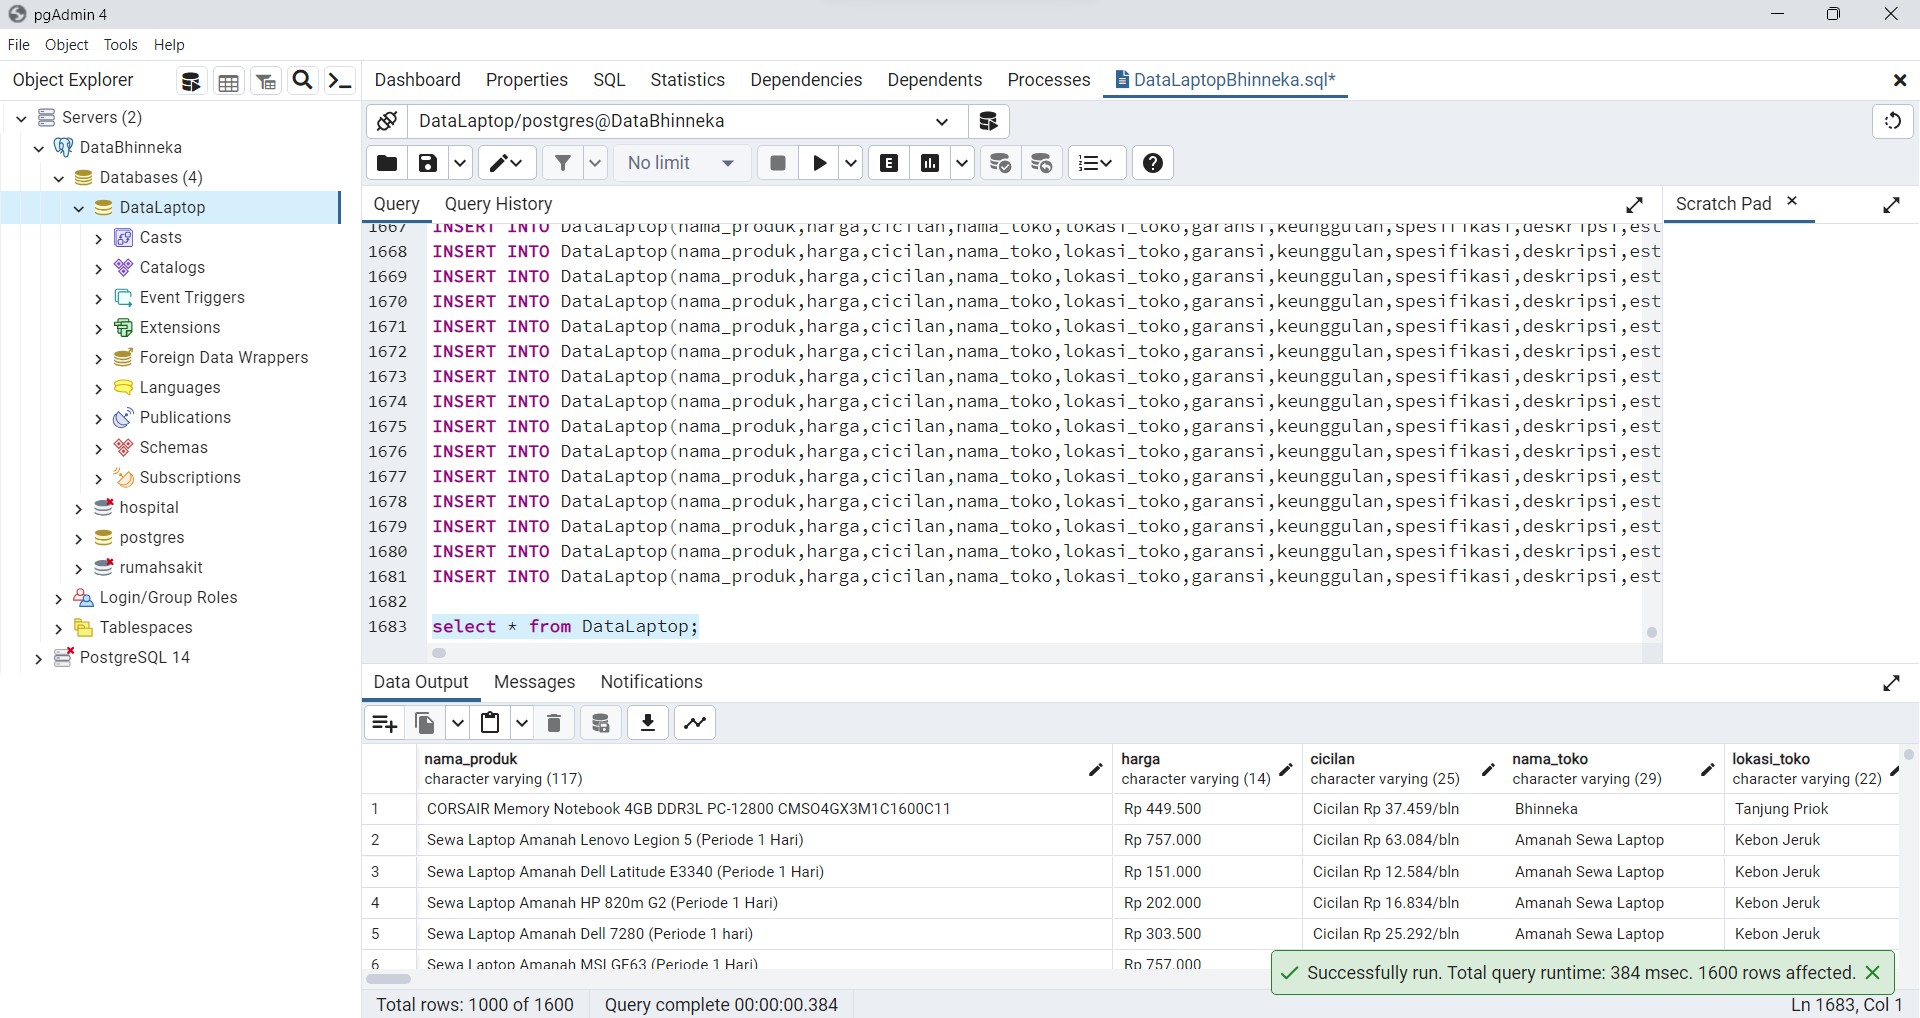 pgAdmin 4
File Object Tools Help
Object Explorer
Dashboard Properties SQL Statistics Dependencies Dependents Processes DataLaptopBhinneka.sql*
Servers (2)
DataBhinneka
Databases (4)
DataLaptop
Casts
Catalogs
Event Triggers
Extensions
Foreign Data Wrappers
Languages
Publications
Schemas
Subscriptions
hospital
postgres
rumahsakit
Login/Group Roles
Tablespaces
PostgreSQL 14
DataLaptop/postgres@DataBhinneka
No limit
E
Query Query History
Scratch Pad
1667 INSERT INTO DataLaptop(nama_produk,harga,cicilan,nama_toko,lokasi_toko,garansi,keunggulan,spesifikasi,deskripsi,est
1668 INSERT INTO DataLaptop(nama_produk,harga,cicilan,nama_toko,lokasi_toko,garansi,keunggulan,spesifikasi,deskripsi,est
1669 INSERT INTO DataLaptop(nama_produk,harga,cicilan,nama_toko,lokasi_toko,garansi,keunggulan,spesifikasi,deskripsi,est
1670 INSERT INTO DataLaptop(nama_produk,harga,cicilan,nama_toko,lokasi_toko,garansi,keunggulan,spesifikasi,deskripsi,est
1671 INSERT INTO DataLaptop(nama_produk,harga,cicilan,nama_toko,lokasi_toko,garansi,keunggulan,spesifikasi,deskripsi,est
1672 INSERT INTO DataLaptop(nama_produk,harga,cicilan,nama_toko,lokasi_toko,garansi,keunggulan,spesifikasi,deskripsi,est
1673 INSERT INTO DataLaptop(nama_produk,harga,cicilan,nama_toko,lokasi_toko,garansi,keunggulan,spesifikasi,deskripsi,est
1674 INSERT INTO DataLaptop(nama_produk,harga,cicilan,nama_toko,lokasi_toko,garansi,keunggulan,spesifikasi,deskripsi,est
1675 INSERT INTO DataLaptop(nama_produk,harga,cicilan,nama_toko,lokasi_toko,garansi,keunggulan,spesifikasi,deskripsi,est
1676 INSERT INTO DataLaptop(nama_produk,harga,cicilan,nama_toko,lokasi_toko,garansi,keunggulan,spesifikasi,deskripsi,est
1677 INSERT INTO DataLaptop(nama_produk,harga,cicilan,nama_toko,lokasi_toko,garansi,keunggulan,spesifikasi,deskripsi,est
1678 INSERT INTO DataLaptop(nama_produk,harga,cicilan,nama_toko,lokasi_toko,garansi,keunggulan,spesifikasi,deskripsi,est
1679 INSERT INTO DataLaptop(nama_produk,harga,cicilan,nama_toko,lokasi_toko,garansi,keunggulan,spesifikasi,deskripsi,est
1680 INSERT INTO DataLaptop(nama_produk,harga,cicilan,nama_toko,lokasi_toko,garansi,keunggulan,spesifikasi,deskripsi,est
1681 INSERT INTO DataLaptop(nama_produk,harga,cicilan,nama_toko,lokasi_toko,garansi,keunggulan,spesifikasi,deskripsi,est
1682
1683 select * from DataLaptop;
Data Output Messages Notifications
nama_produk harga cicilan nama_toko lokasi_toko
character varying (117) character varying (14) character varying (25) character varying (29) character varying (22)
1 CORSAIR Memory Notebook 4GB DDR3L PC-12800 CMSO4GX3M1C1600C11 Rp 449.500 Cicilan Rp 37.459/bln Bhinneka Tanjung Priok
2 Sewa Laptop Amanah Lenovo Legion 5 (Periode 1 Hari) Rp 757.000 Cicilan Rp 63.084/bln Amanah Sewa Laptop Kebon Jeruk
3 Sewa Laptop Amanah Dell Latitude E3340 (Periode 1 Hari) Rp 151.000 Cicilan Rp 12.584/bln Amanah Sewa Laptop Kebon Jeruk
4 Sewa Laptop Amanah HP 820m G2 (Periode 1 Hari) Rp 202.000 Cicilan Rp 16.834/bln Amanah Sewa Laptop Kebon Jeruk
5 Sewa Laptop Amanah Dell 7280 (Periode 1 hari) Rp 303.500 Cicilan Rp 25.292/bln Amanah Sewa Laptop Kebon Jeruk
6 Sewa Laptop Amanah MSI GF63 (Periode 1 Hari) Rp 757.000
Successfully run. Total query runtime: 384 msec. 1600 rows affected.
Total rows: 1000 of 1600 Query complete 00:00:00.384 Ln 1683, Col 1